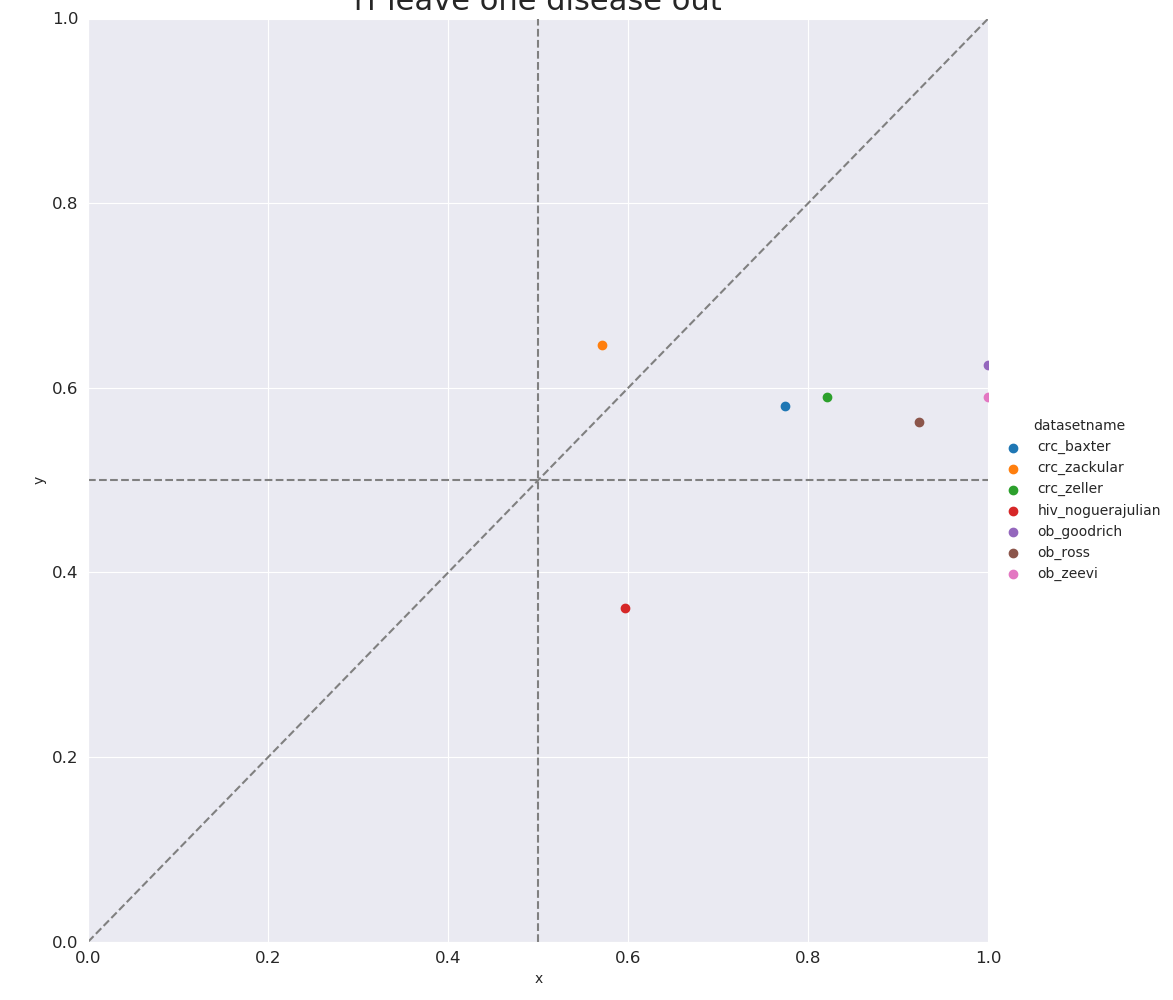 leave one disease out
1.0
0.8
0.6
0.4
0.2
0.0
0.0 0.2 0.4 0.6 0.8 1.0
x
y
datasetname
crc_baxter
crc_zackular
crc_zeller
hiv_noguerajulian
ob_goodrich
ob_ross
ob_zeevi